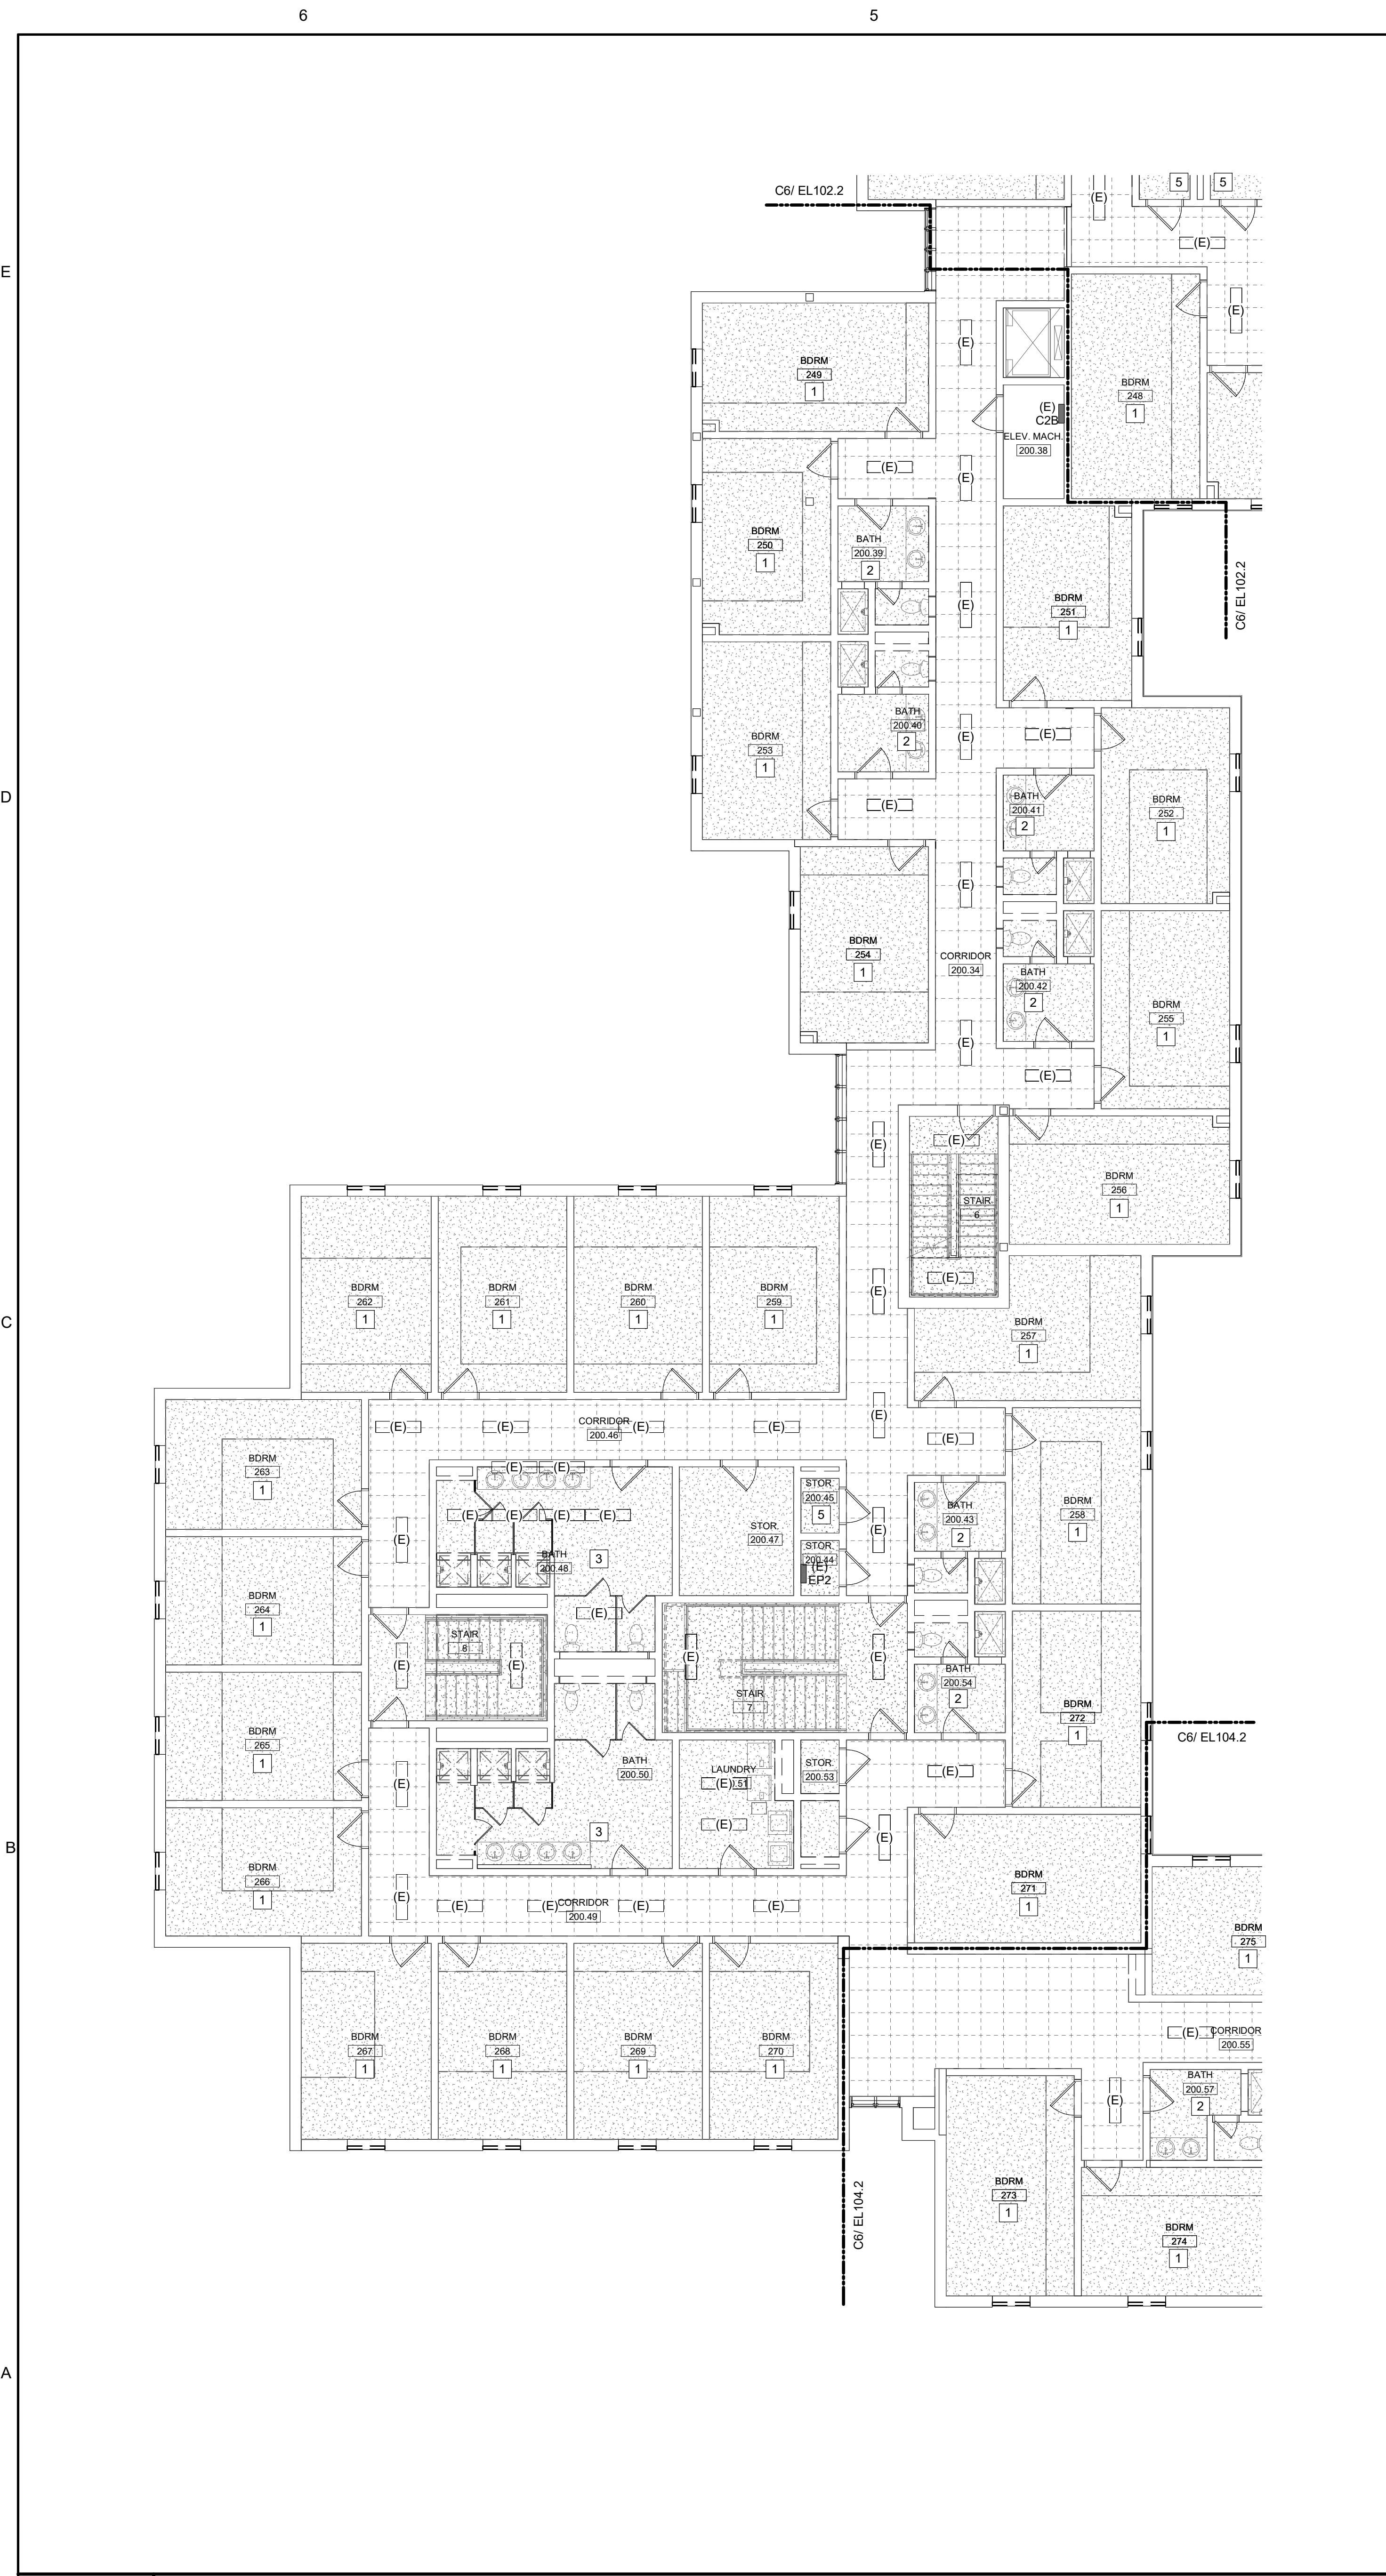 6
5
C6/ EL102.2
5
5
(E)
(E)
E
(E)
(E)
BDRM
249
1
BDRM
248
1
(E)
C2B
ELEV. MACH.
200.38
(E)
(E)
BDRM
250
1
BATH
200.39
2
C6/ EL102.2
BDRM
251
1
(E)
BATH
200.40
2
BDRM
253
1
(E)
(E)
D
BATH
200.41
2
BDRM
252
1
(E)
(E)
BDRM
254
1
CORRIDOR
200.34
BATH
200.42
2
BDRM
255
1
(E)
(E)
(E)
(E)
BDRM
256
1
STAIR
6
(E)
(E)
BDRM
262
1
BDRM
261
1
BDRM
260
1
BDRM
259
1
C
BDRM
257
1
(E)
(E)
(E)
CORRIDOR
200.46
(E)
(E)
(E)
(E)
BDRM
263
1
(E)
(E)
STOR.
200.45
5
BATH
200.43
2
BDRM
258
1
(E)
(E)
(E)
(E)
(E)
(E)
STOR.
200.47
STOR.
200.44
(E)
EP2
BATH
200.48
3
BDRM
264
1
(E)
STAIR
8
(E)
(E)
(E)
(E)
STAIR
7
BATH
200.54
2
BDRM
272
1
BDRM
265
1
C6/ EL104.2
BATH
200.50
LAUNDRY
(E)
.51
STOR.
200.53
(E)
(E)
(E)
3
(E)
B
BDRM
266
1
BDRM
271
1
(E)
(E)
(E)
CORRIDOR
200.49
(E)
(E)
BDRM
275
1
BDRM
267
1
BDRM
268
1
BDRM
269
1
BDRM
270
1
(E)
CORRIDOR
200.55
BATH
200.57
2
(E)
BDRM
273
1
C6/ EL104.2
BDRM
274
1
A